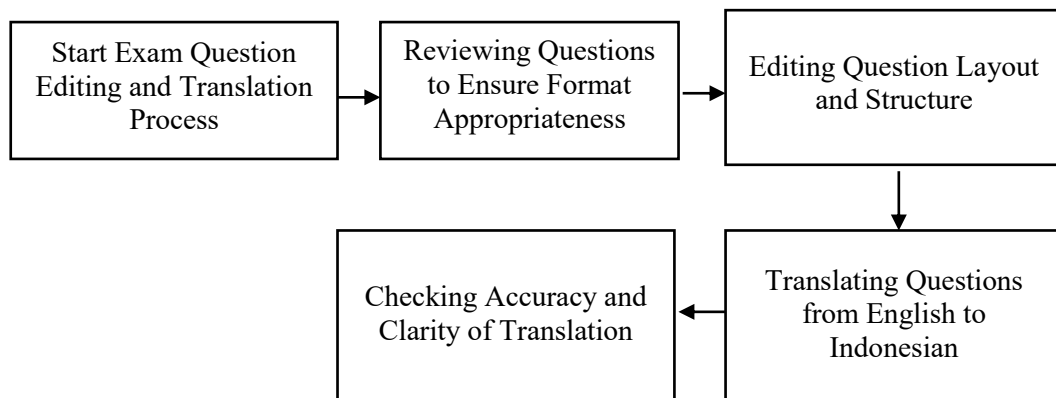 Start Exam Question
Editing and Translation
Process
Reviewing Questions
to Ensure Format
Appropriateness
Editing Question Layout
and Structure
Translating Questions
from English to
Indonesian
Checking Accuracy and
Clarity of Translation